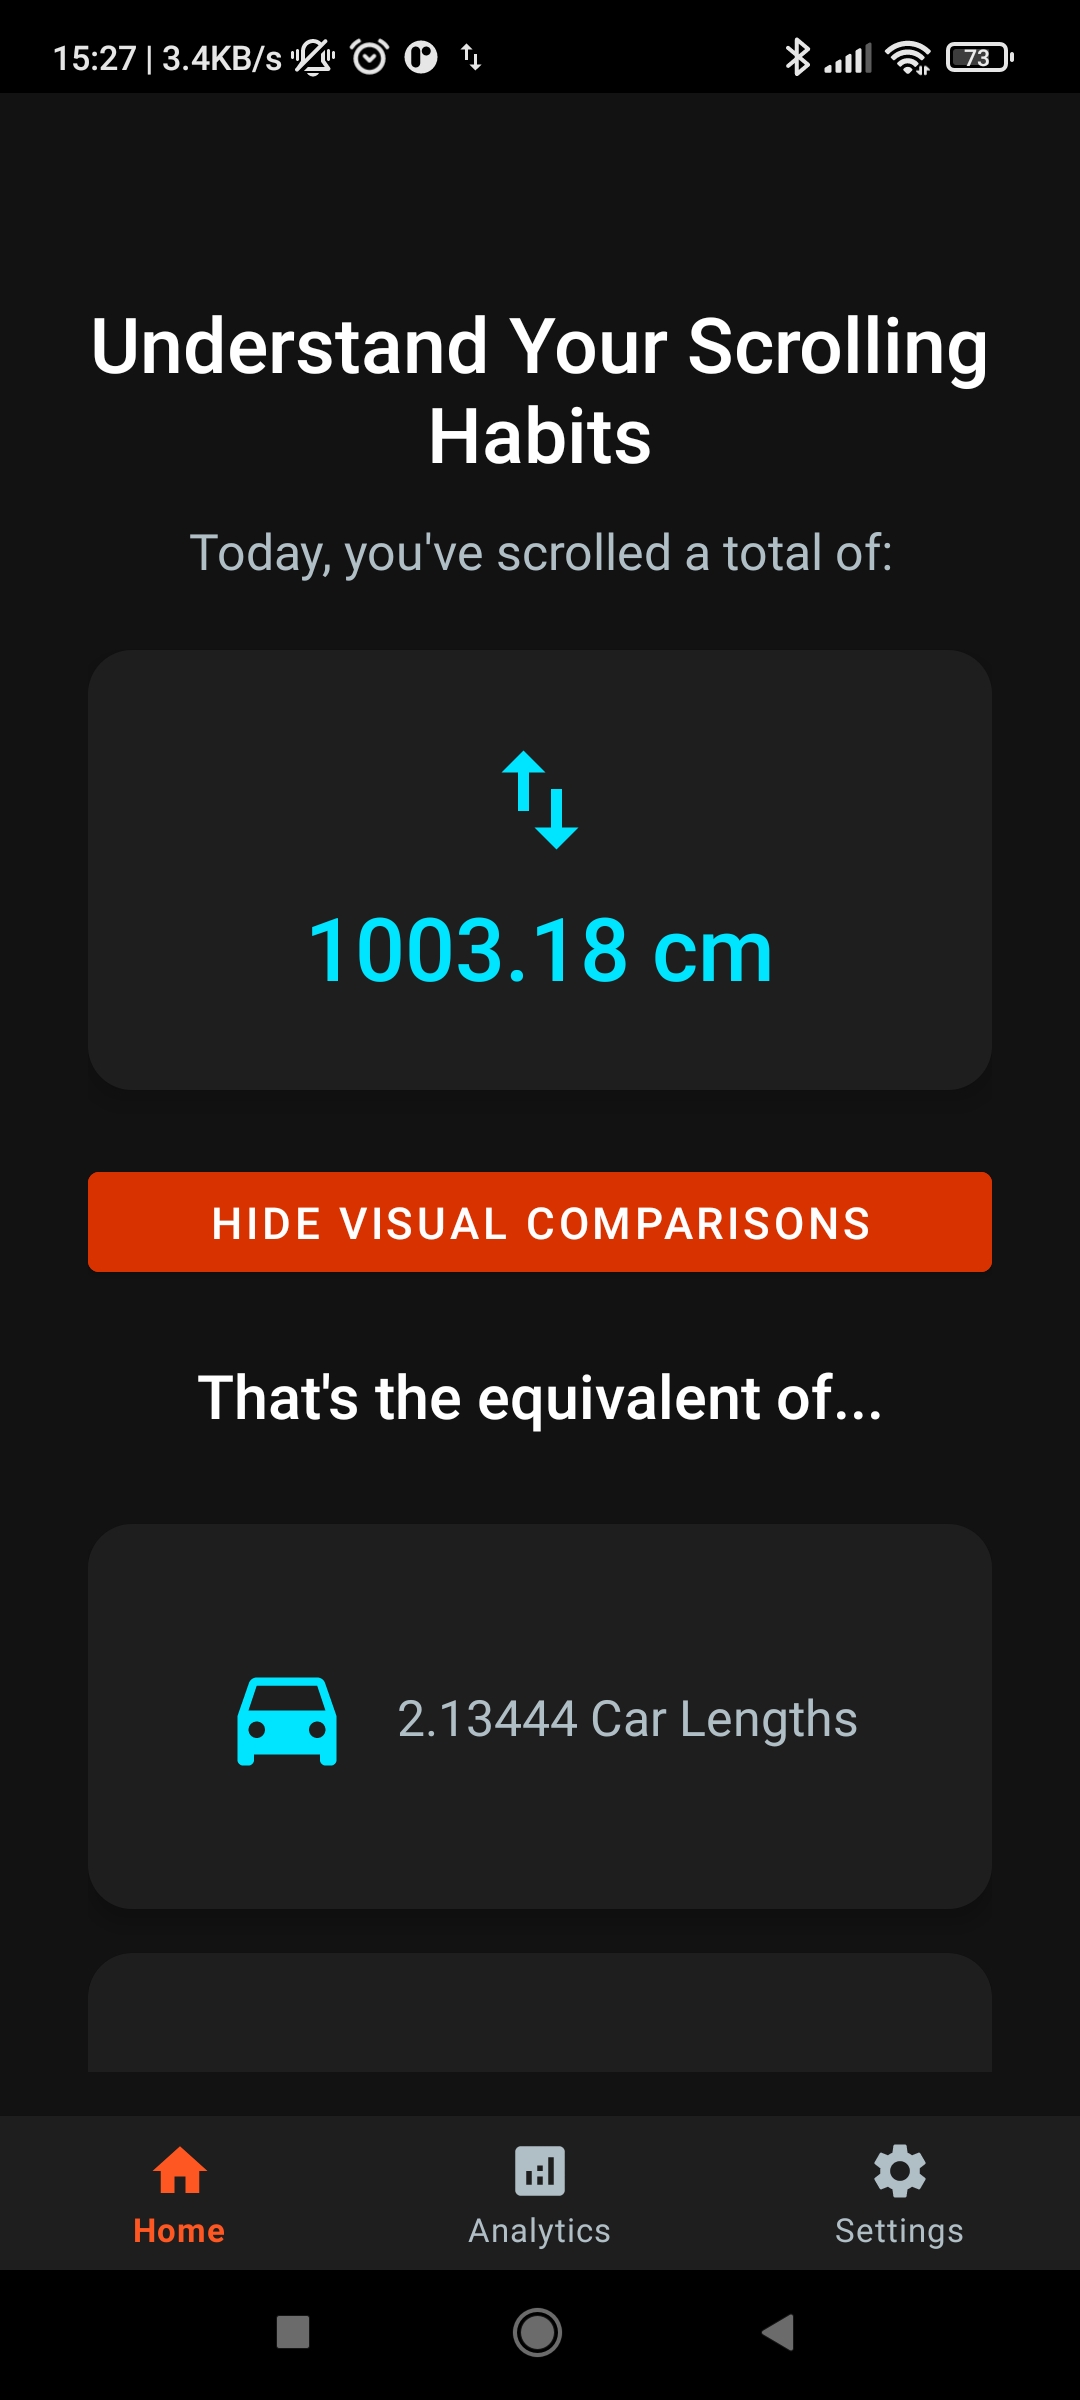 15:27 | 3.4KB/s
73
Understand Your Scrolling
Habits
Today, you've scrolled a total of:
1003.18 cm
HIDE VISUAL COMPARISONS
That's the equivalent of...
2.13444 Car Lengths
Home
Analytics
Settings